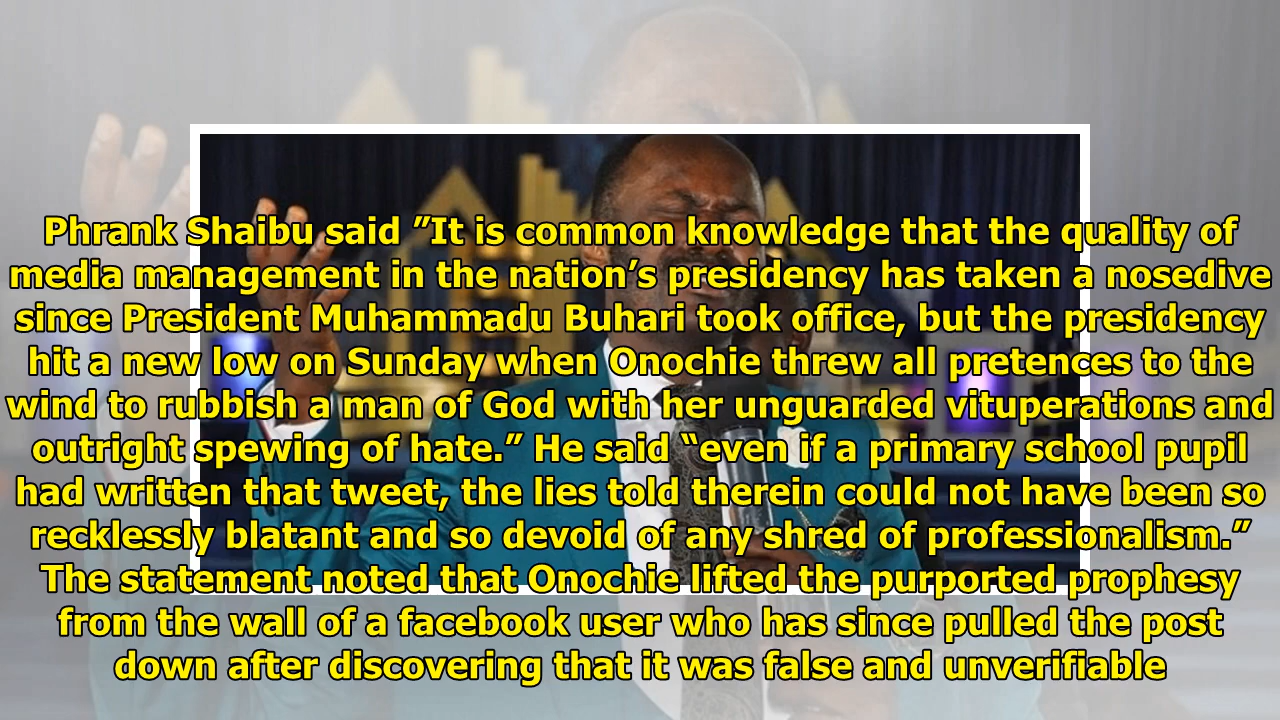 Phrank Shaibu said ”It is common knowledge that the quality of
media management in the nation’s presidency has taken a nosedive
since President Muhammadu Buhari took office, but the presidency
hit a new low on Sunday when Onochie threw all pretences to the
wind to rubbish a man of God with her unguarded vituperations and
outright spewing of hate.” He said “even if a primary school pupil
had written that tweet, the lies told therein could not have been so
recklessly blatant and so devoid of any shred of professionalism.”
The statement noted that Onochie lifted the purported prophesy
from the wall of a facebook user who has since pulled the post
down after discovering that it was false and unverifiable